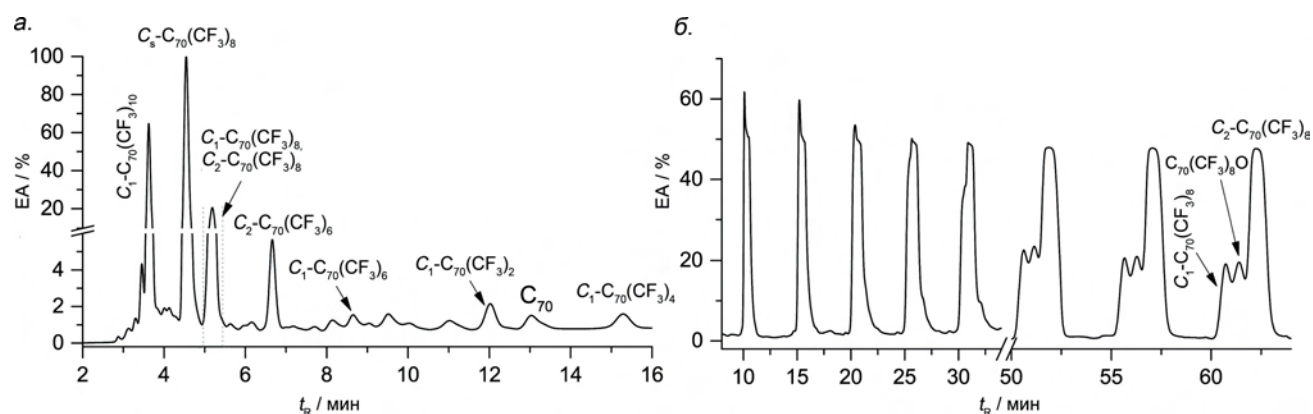 а.
Cₛ-C₇₀(CF₃)₈
C₁-C₇₀(CF₃)₁₀
C₁-C₇₀(CF₃)₈,
C₂-C₇₀(CF₃)₈
C₂-C₇₀(CF₃)₆
C₁-C₇₀(CF₃)₆
C₁-C₇₀(CF₃)₂
C₇₀
C₁-C₇₀(CF₃)₄
EA / %
100
80
60
40
20
4
2
0
2 4 6 8 10 12 14 16
tR / мин
б.
C₂-C₇₀(CF₃)₈
C₇₀(CF₃)₈O
C₁-C₇₀(CF₃)₈
EA / %
60
40
20
0
10 15 20 25 30 50 55 60
tR / мин